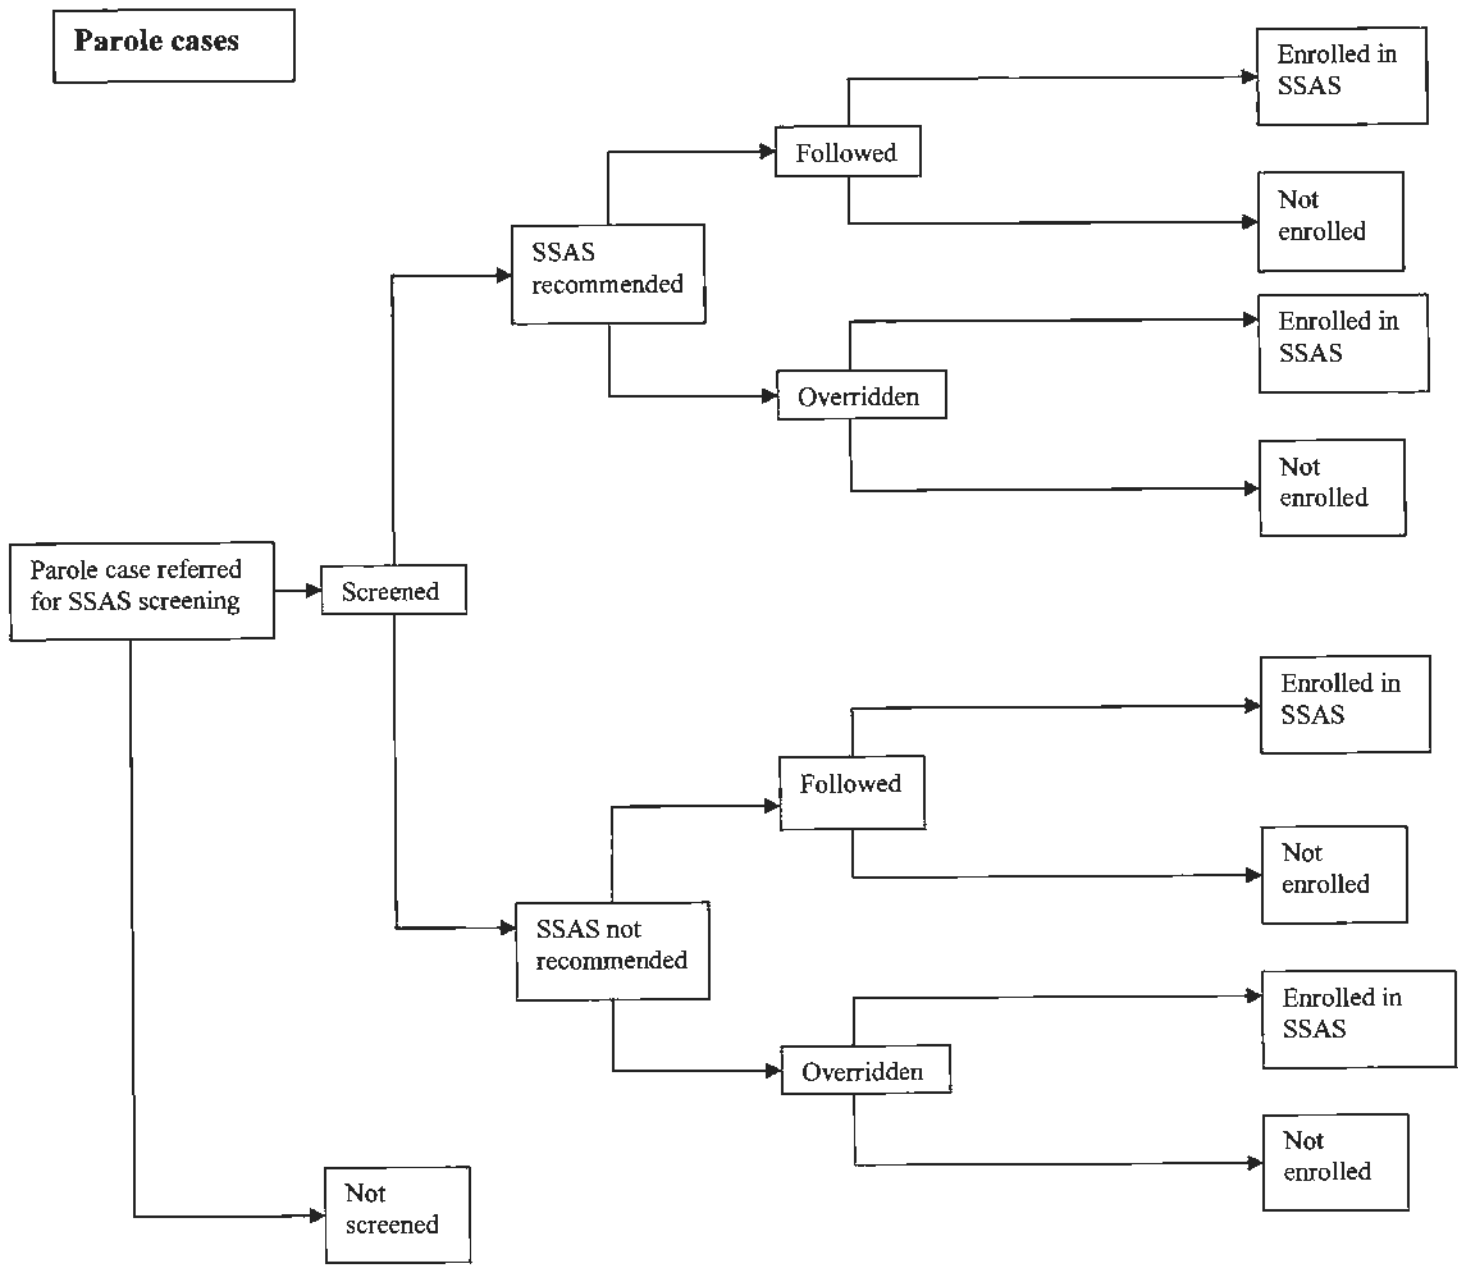 Parole cases
Enrolled in
SSAS
Followed
Not
enrolled
SSAS
recommended
Enrolled in
SSAS
Overridden
Not
enrolled
Parole case referred
for SSAS screening
Screened
Enrolled in
SSAS
Followed
Not
enrolled
SSAS not
recommended
Enrolled in
SSAS
Overridden
Not
enrolled
Not
screened